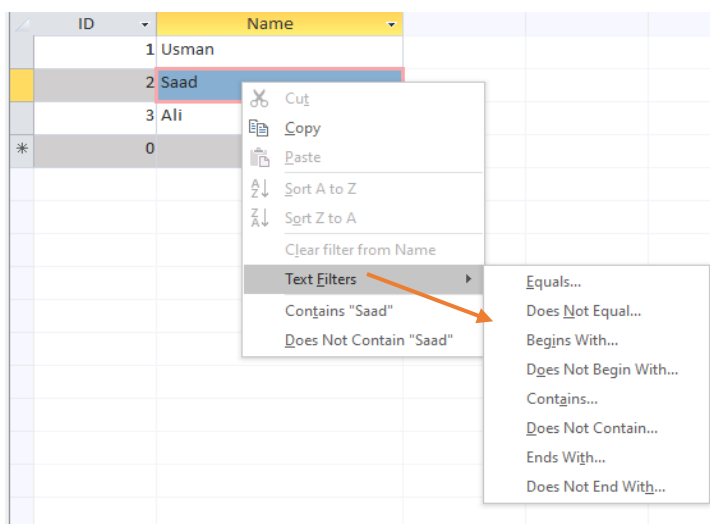 ID Name
1 Usman
2 Saad
3 Ali
* 0
Cut
Copy
Paste
Sort A to Z
Sort Z to A
Clear filter from Name
Text Filters
Contains "Saad"
Does Not Contain "Saad"
Equals...
Does Not Equal...
Begins With...
Does Not Begin With...
Contains...
Does Not Contain...
Ends With...
Does Not End With...